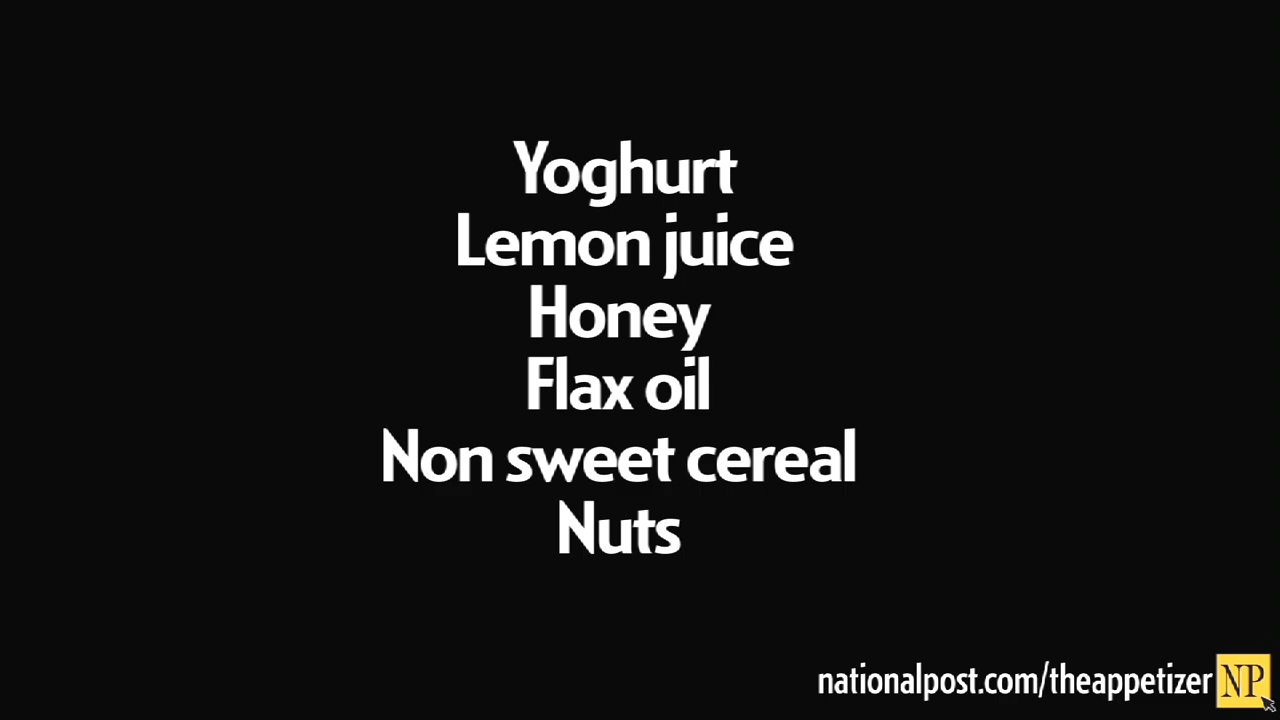 Yoghurt
Lemon juice
Honey
Flax oil
Non sweet cereal
Nuts
nationalpost.com/theappetizer NP